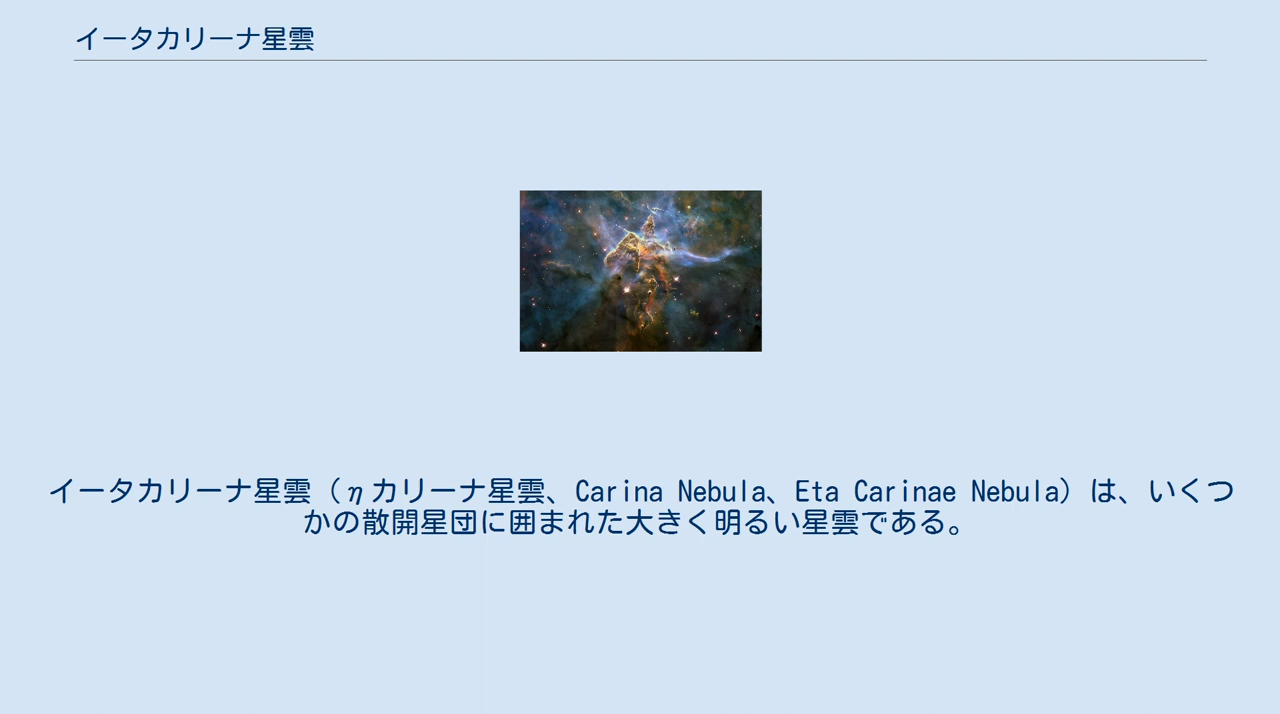 イータカリーナ星雲
イータカリーナ星雲（ηカリーナ星雲、Carina Nebula、Eta Carinae Nebula）は、いくつ
かの散開星団に囲まれた大きく明るい星雲である。